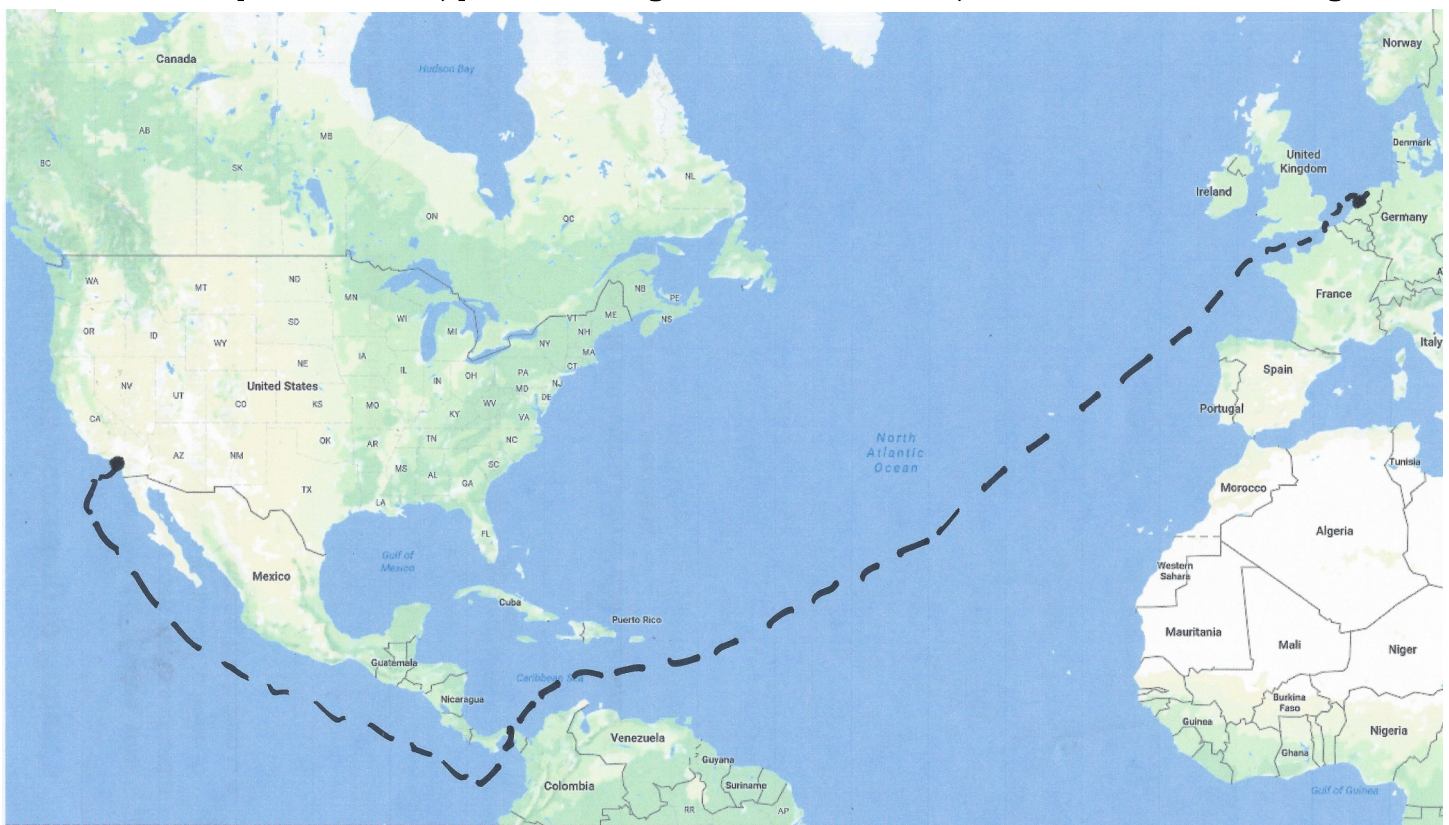 Canada
Hudson Bay
Norway
AB
MB
BC
SK
Denmark
United
Kingdom
NL
Ireland
ON
QC
Germany
WA
MT
ND
NB
PE
France
MN
ME
OR
ID
SD
WI
MI
VT
NS
NH
WY
NY
MA
Italy
IA
NE
CT
United States
IL
IN
OH
PA
NJ
Spain
NV
UT
CO
KS
MO
MD
DE
WV
KY
VA
Portugal
CA
OK
AR
TN
NC
North
Atlantic
Ocean
AZ
NM
MS
AL
SC
GA
Tunisia
TX
LA
Morocco
FL
Algeria
Gulf of
Mexico
Western
Sahara
Mexico
Cuba
Puerto Rico
Mauritania
Mali
Niger
Guatemala
Caribbean Sea
Nicaragua
Burkina
Faso
Guinea
Nigeria
Venezuela
Ghana
Guyana
Colombia
Suriname
Gulf of Guinea
RR
AP